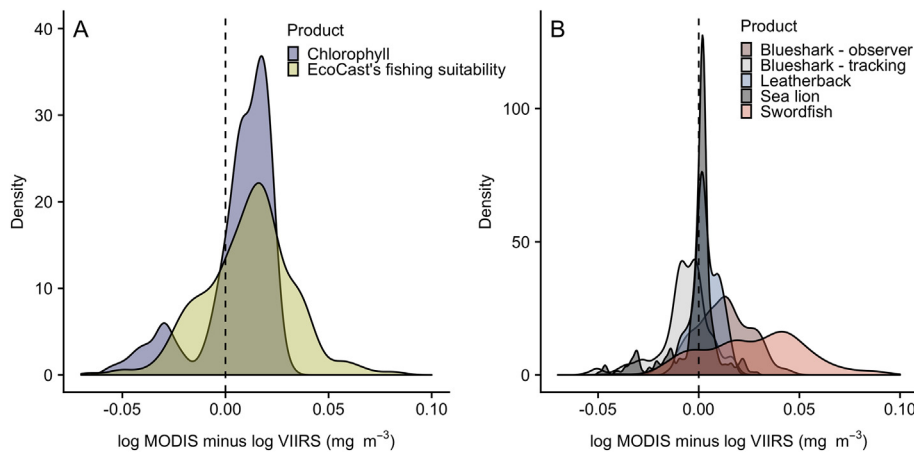 A
Product
Chlorophyll
EcoCast's fishing suitability
40
30
20
10
0
Density
-0.05
0.00
0.05
0.10
log MODIS minus log VIIRS (mg m⁻³)
B
Product
Blueshark - observer
Blueshark - tracking
Leatherback
Sea lion
Swordfish
100
50
0
Density
-0.05
0.00
0.05
0.10
log MODIS minus log VIIRS (mg m⁻³)